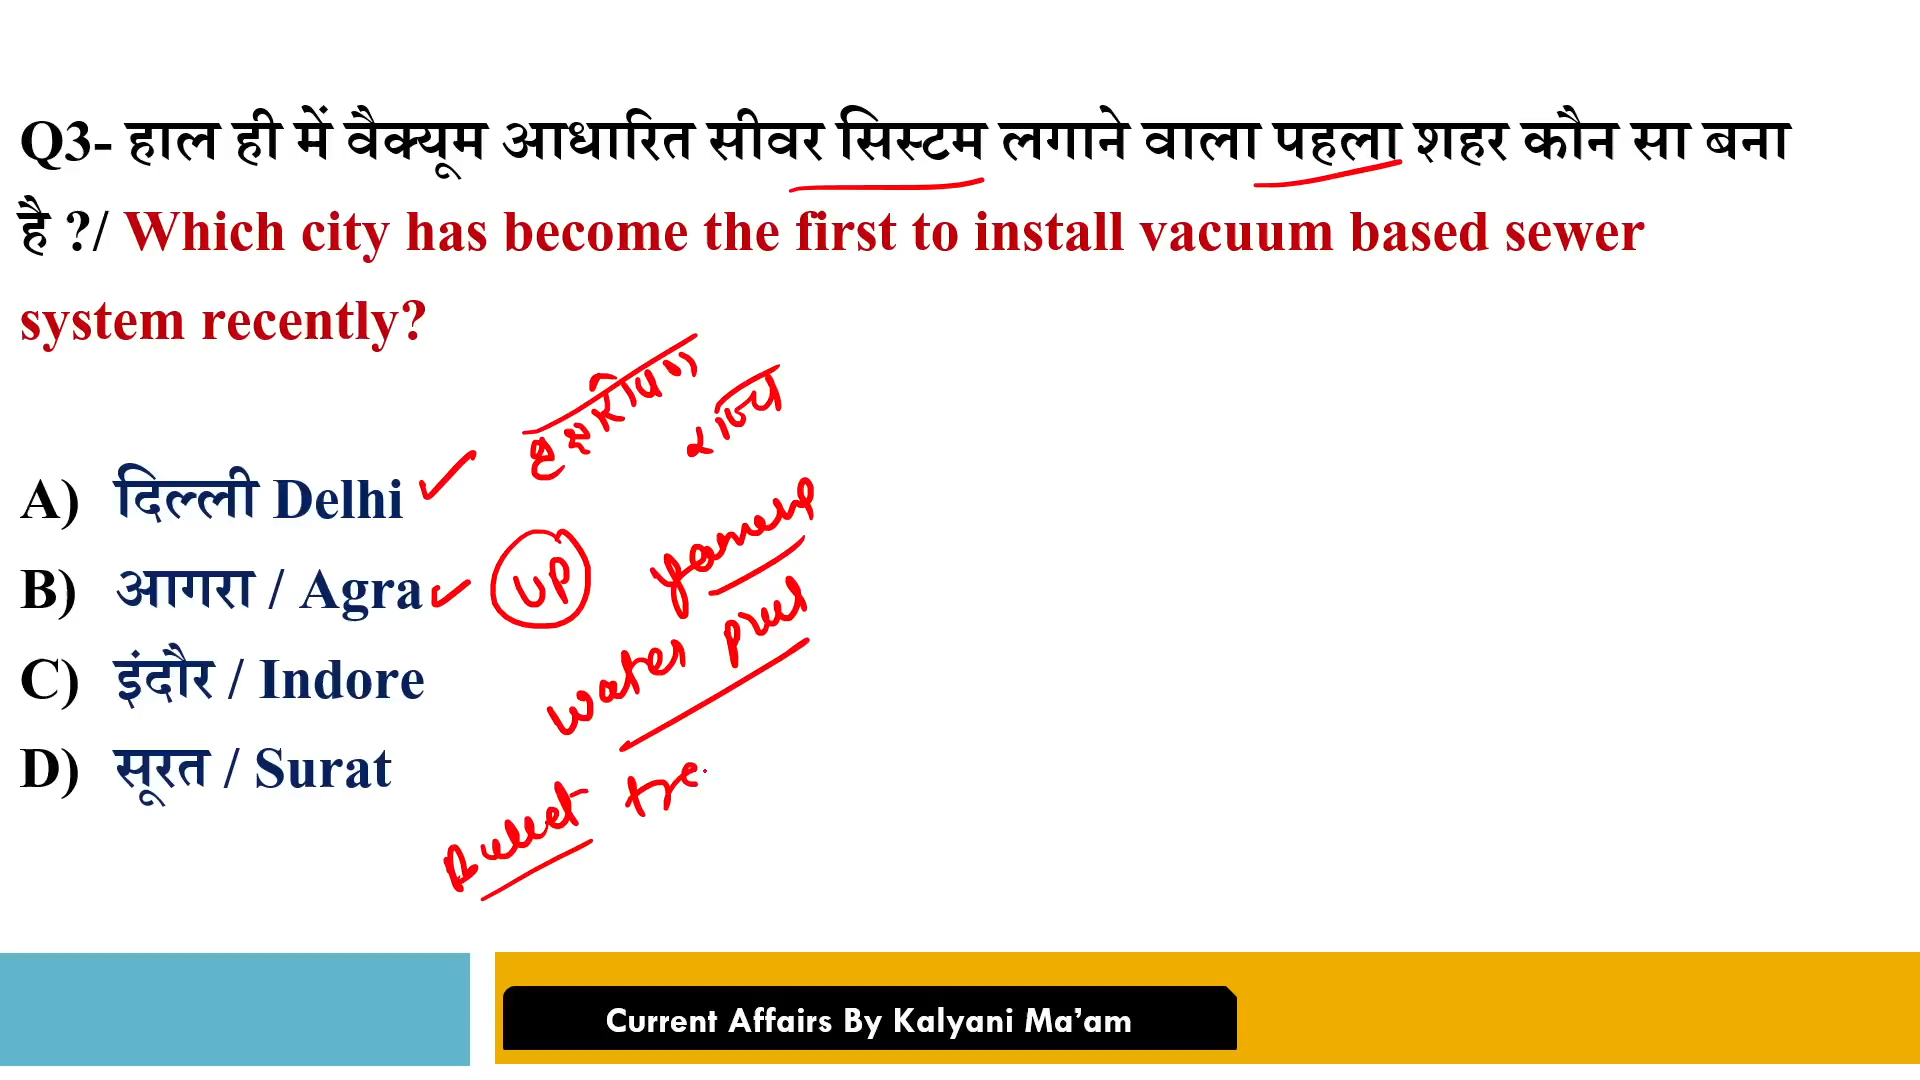 Q3- हाल ही में वैक्यूम आधारित सीवर सिस्टम लगाने वाला पहला शहर कौन सा बना
है ?/ Which city has become the first to install vacuum based sewer
system recently?
राज्य
A) दिल्ली Delhi
B) आगरा / Agra
UP
C) इंदौर / Indore
water
D) सूरत / Surat
Bullet
Current Affairs By Kalyani Ma'am